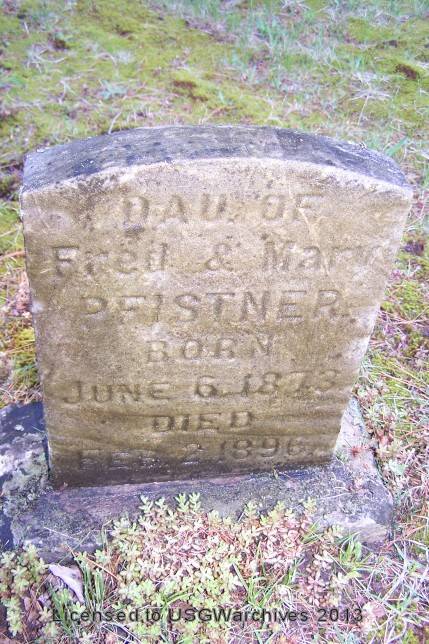 DAU. OF
Fred & Mary
PFISTNER.
BORN
JUNE 6, 1873
DIED
FEB. 2, 1896.
Licensed to USGWarchives 2013